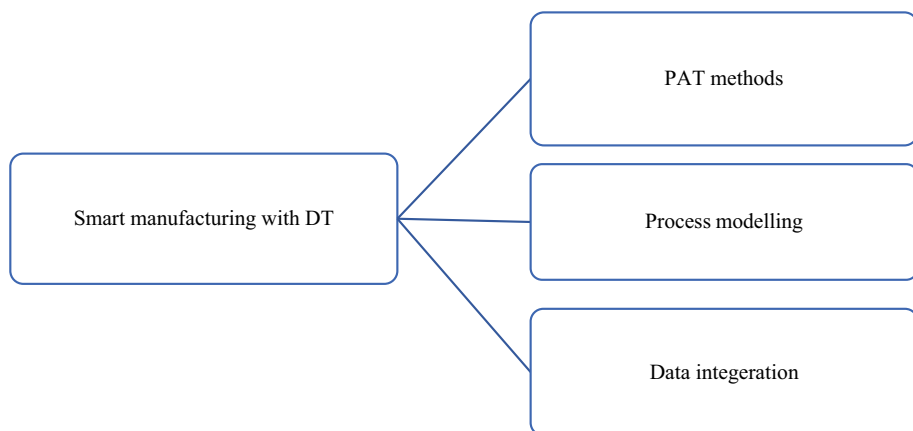 Smart manufacturing with DT
PAT methods
Process modelling
Data integeration